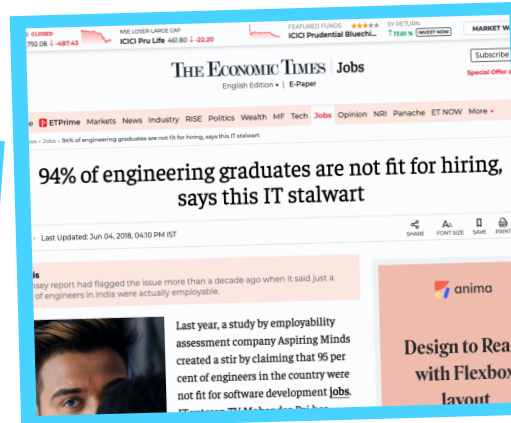 CLOSED
792.08 ↓ -487.43
NSE LOSER-LARGE CAP
ICICI Pru Life 461.80 ↓ -22.20
FEATURED FUNDS ★★★★★
ICICI Prudential Bluechi...
5Y RETURN
↑ 17.01 % INVEST NOW
MARKET W
THE ECONOMIC TIMES | Jobs
English Edition ▾ | E-Paper
Subscribe
Special Offer
ETPrime Markets News Industry RISE Politics Wealth MF Tech Jobs Opinion NRI Panache ET NOW More ▾
› Jobs › 94% of engineering graduates are not fit for hiring, says this IT stalwart
94% of engineering graduates are not fit for hiring,
says this IT stalwart
Last Updated: Jun 04, 2018, 04:10 PM IST
SHARE FONT SIZE SAVE PRINT
is
nsey report had flagged the issue more than a decade ago when it said just a
of engineers in India were actually employable.
Last year, a study by employability
assessment company Aspiring Minds
created a stir by claiming that 95 per
cent of engineers in the country were
not fit for software development jobs.
anima
Design to Rea
with Flexbox
layout